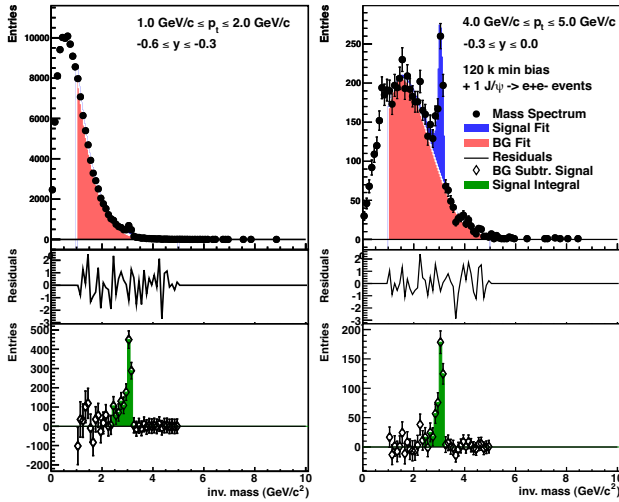 Entries
1.0 GeV/c ≤ p_t ≤ 2.0 GeV/c
-0.6 ≤ y ≤ -0.3
10000
8000
6000
4000
2000
0
Residuals
2
1
0
-1
-2
Entries
500
400
300
200
100
0
-100
-200
0 2 4 6 8 10
inv. mass (GeV/c²)
Entries
4.0 GeV/c ≤ p_t ≤ 5.0 GeV/c
-0.3 ≤ y ≤ 0.0
120 k min bias
+ 1 J/ψ -> e+e- events
Mass Spectrum
Signal Fit
BG Fit
Residuals
BG Subtr. Signal
Signal Integral
250
200
150
100
50
0
Residuals
2
1
0
-1
-2
-3
Entries
200
150
100
50
0
0 2 4 6 8 10
inv. mass (GeV/c²)